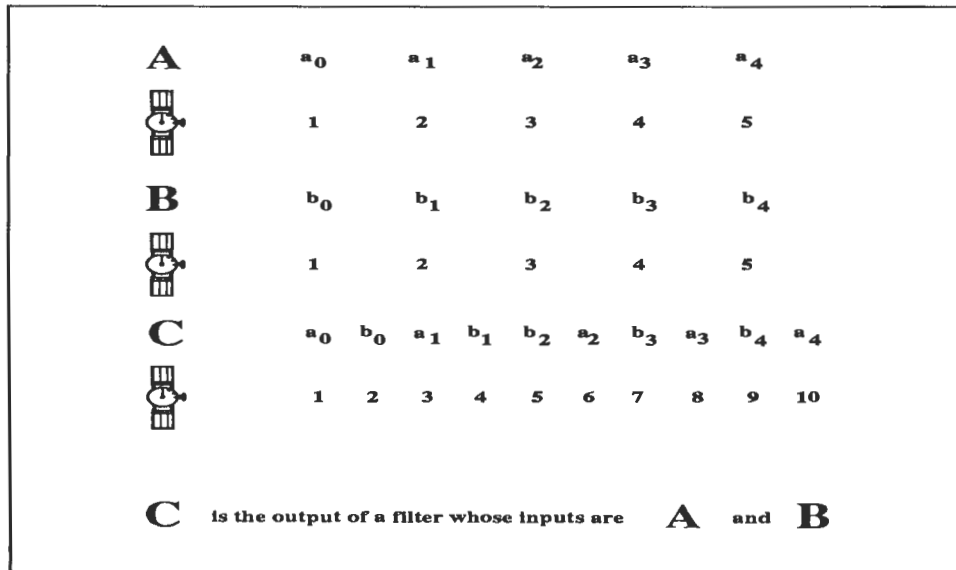 A a₀ a₁ a₂ a₃ a₄
1 2 3 4 5
B b₀ b₁ b₂ b₃ b₄
1 2 3 4 5
C a₀ b₀ a₁ b₁ b₂ a₂ b₃ a₃ b₄ a₄
1 2 3 4 5 6 7 8 9 10
C is the output of a filter whose inputs are A and B